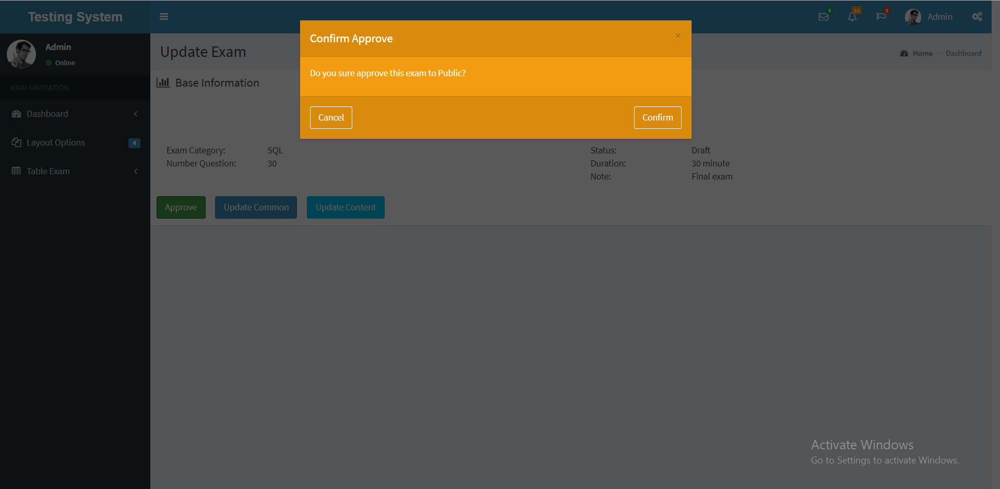 Testing System
4
10
9
Admin
Admin
Online
MAIN NAVIGATION
Dashboard
Layout Options 4
Table Exam
Update Exam
Home > Dashboard
Base Information
Confirm Approve ×
Do you sure approve this exam to Public?
Cancel Confirm
Exam Category: SQL
Number Question: 30
Status: Draft
Duration: 30 minute
Note: Final exam
Approve Update Common Update Content
Activate Windows
Go to Settings to activate Windows.